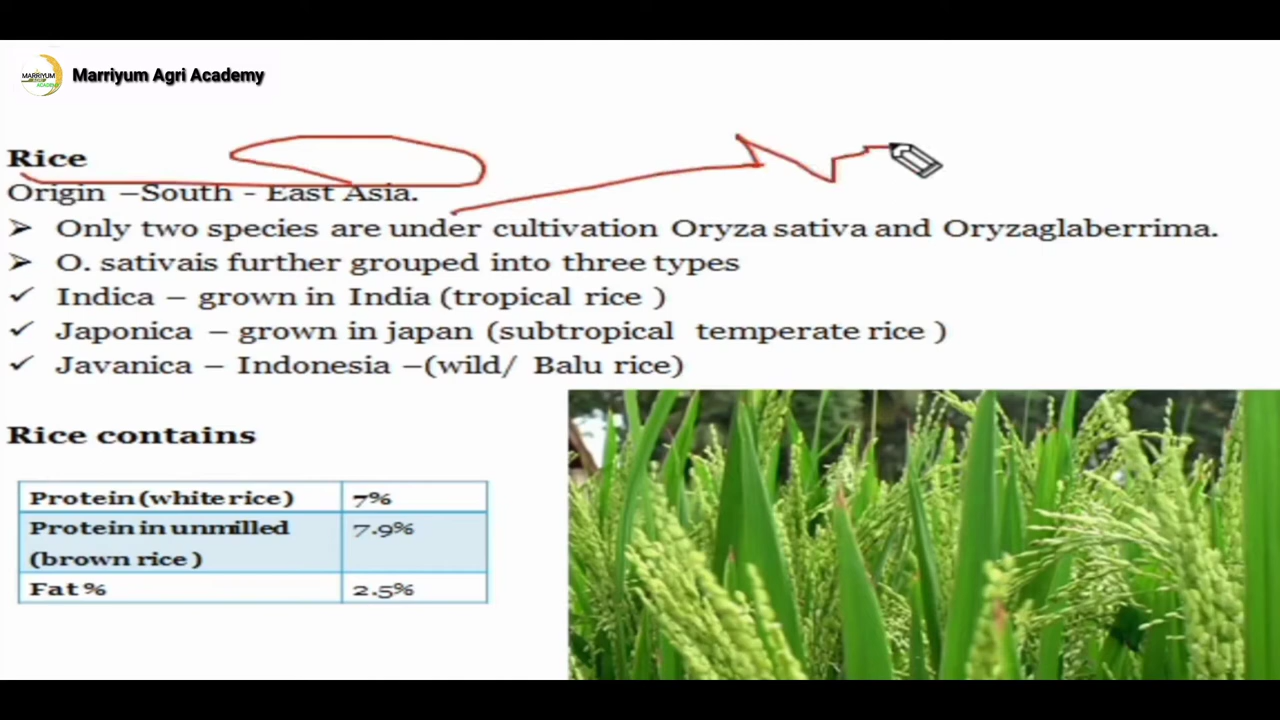 MARRIYUM
ACADEMY
Marriyum Agri Academy
Rice
Origin –South - East Asia.
➢ Only two species are under cultivation Oryza sativa and Oryzaglaberrima.
➢ O. sativais further grouped into three types
✓ Indica – grown in India (tropical rice )
✓ Japonica – grown in japan (subtropical temperate rice )
✓ Javanica – Indonesia –(wild/ Balu rice)
Rice contains
Protein (white rice) 7%
Protein in unmilled 7.9%
(brown rice )
Fat % 2.5%